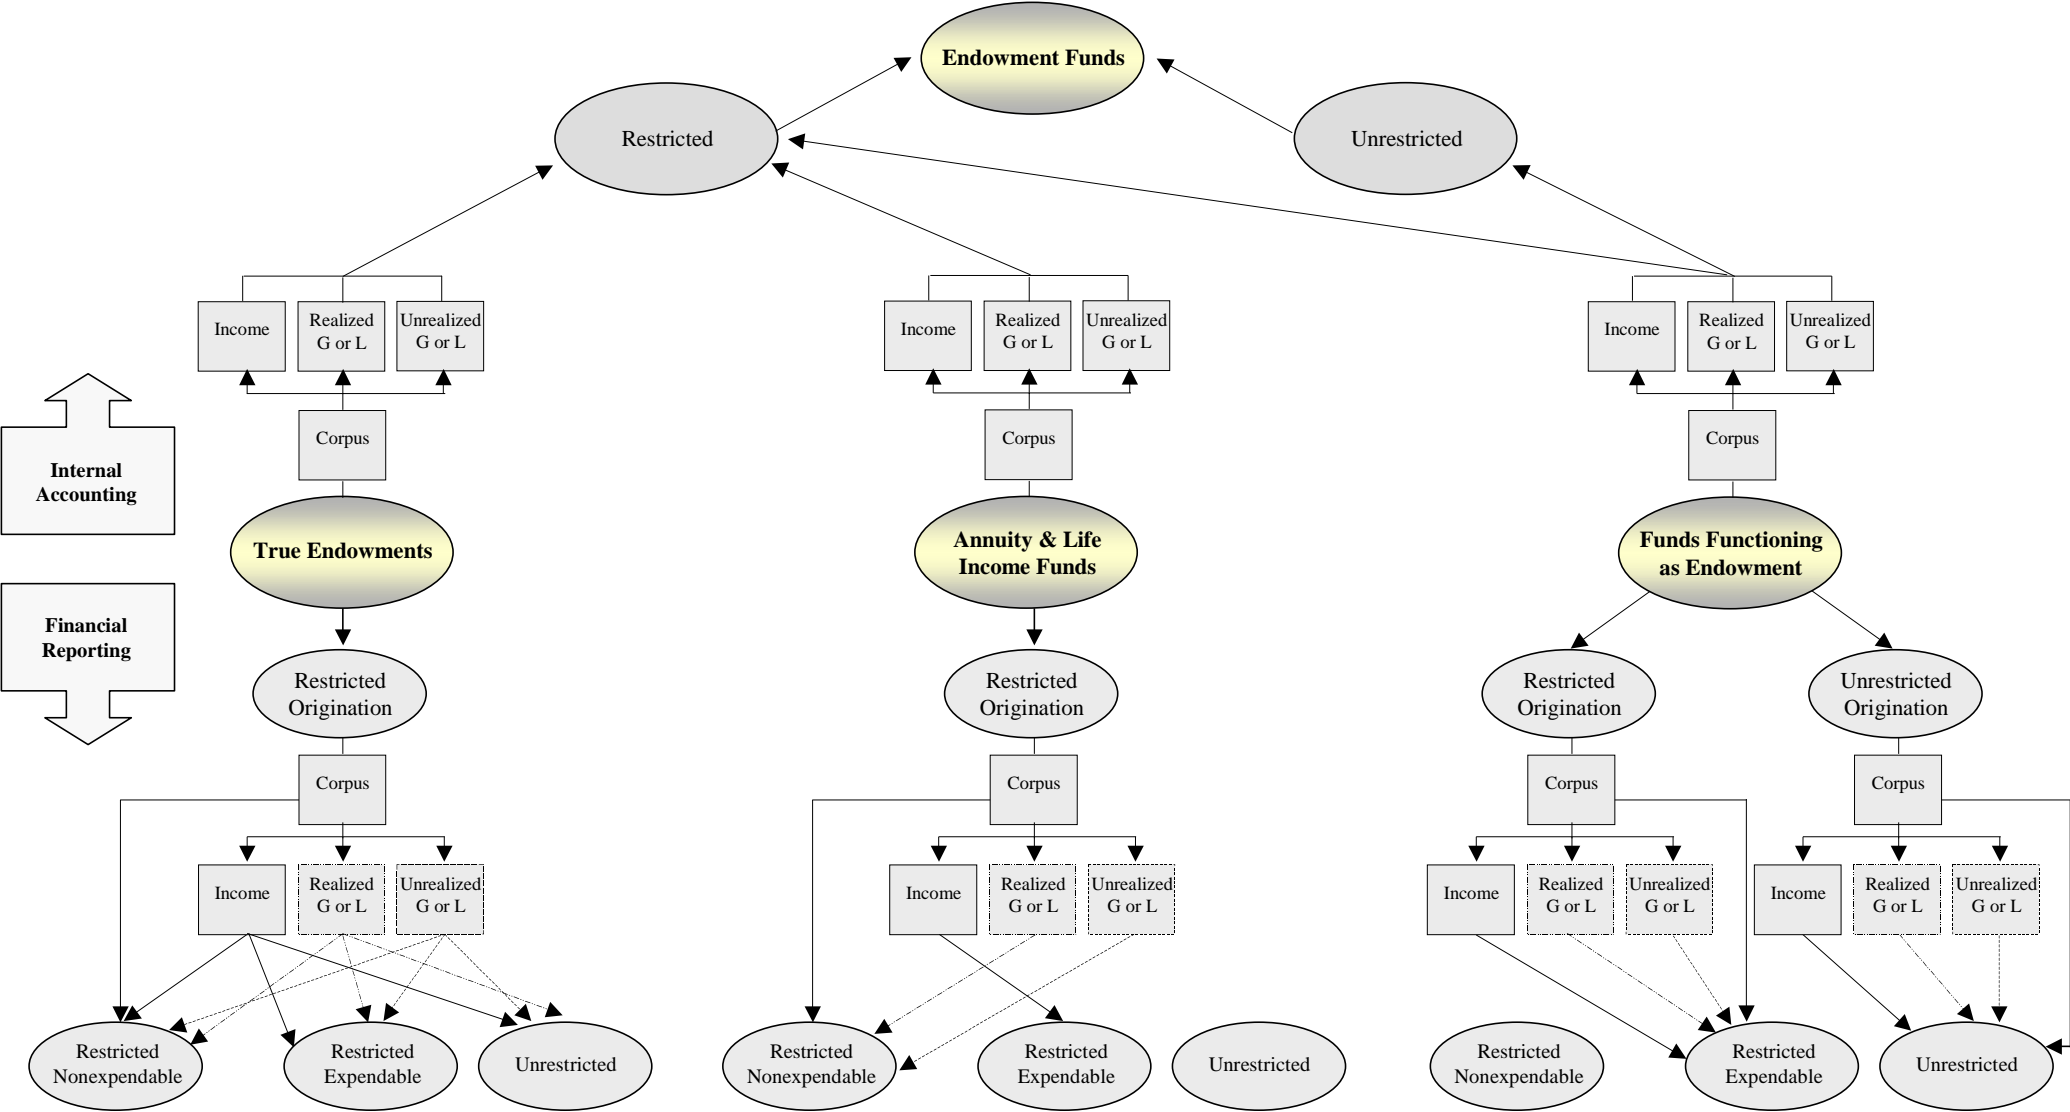 Endowment Funds
Restricted
Unrestricted
Income
Realized
G or L
Unrealized
G or L
Income
Realized
G or L
Unrealized
G or L
Income
Realized
G or L
Unrealized
G or L
Corpus
Corpus
Corpus
Internal
Accounting
True Endowments
Annuity & Life
Income Funds
Funds Functioning
as Endowment
Financial
Reporting
Restricted
Origination
Restricted
Origination
Restricted
Origination
Unrestricted
Origination
Corpus
Corpus
Corpus
Corpus
Income
Realized
G or L
Unrealized
G or L
Income
Realized
G or L
Unrealized
G or L
Income
Realized
G or L
Unrealized
G or L
Income
Realized
G or L
Unrealized
G or L
Restricted
Nonexpendable
Restricted
Expendable
Unrestricted
Restricted
Nonexpendable
Restricted
Expendable
Unrestricted
Restricted
Nonexpendable
Restricted
Expendable
Unrestricted